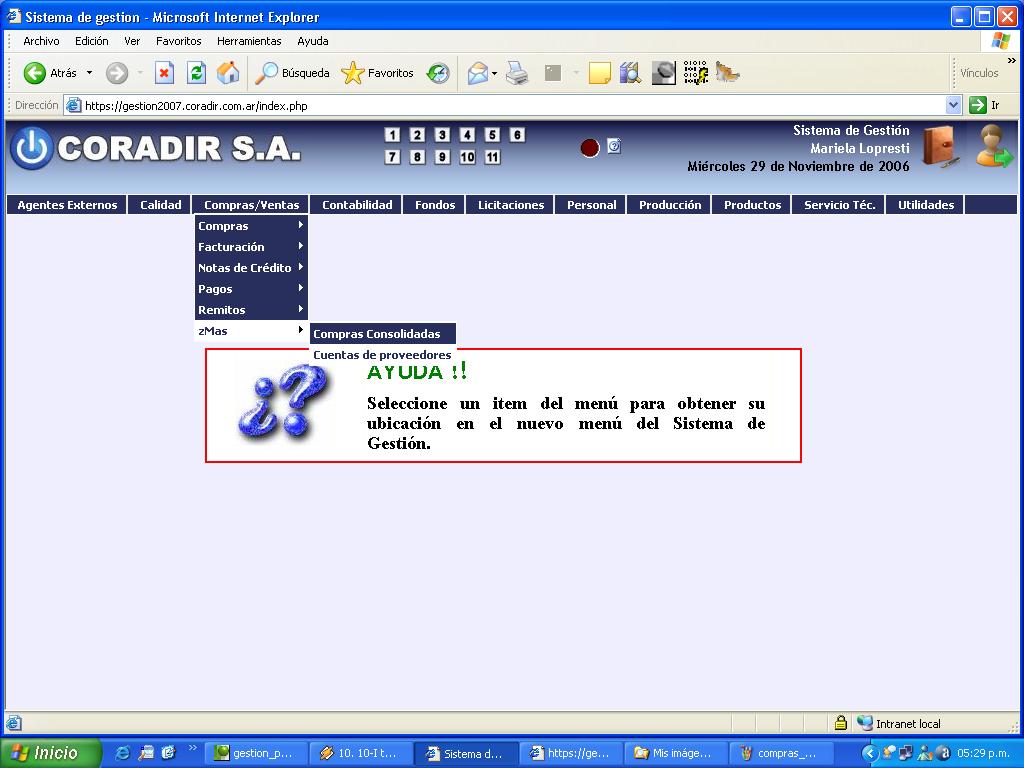 Sistema de gestion - Microsoft Internet Explorer
Archivo Edición Ver Favoritos Herramientas Ayuda
Atrás Búsqueda Favoritos Vínculos »
Dirección https://gestion2007.coradir.com.ar/index.php Ir
CORADIR S.A.
1 2 3 4 5 6
7 8 9 10 11
Sistema de Gestión
Mariela Lopresti
Miércoles 29 de Noviembre de 2006
Agentes Externos Calidad Compras/Ventas Contabilidad Fondos Licitaciones Personal Producción Productos Servicio Téc. Utilidades
Compras
Facturación
Notas de Crédito
Pagos
Remitos
zMas
Compras Consolidadas
Cuentas de proveedores
AYUDA !!
Seleccione un item del menú para obtener su
ubicación en el nuevo menú del Sistema de
Gestión.
Intranet local
Inicio » gestion_p... 10. 10-I t... Sistema d... https://ge... Mis imáge... compras_... 05:29 p.m.